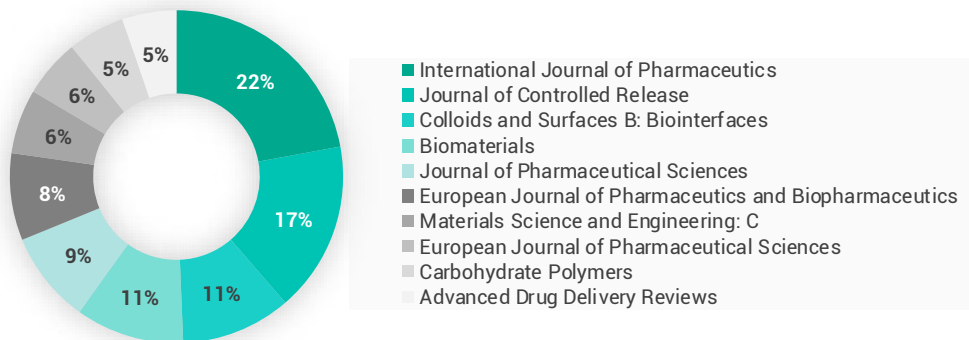 22%
17%
11%
11%
9%
8%
6%
6%
5%
5%
International Journal of Pharmaceutics
Journal of Controlled Release
Colloids and Surfaces B: Biointerfaces
Biomaterials
Journal of Pharmaceutical Sciences
European Journal of Pharmaceutics and Biopharmaceutics
Materials Science and Engineering: C
European Journal of Pharmaceutical Sciences
Carbohydrate Polymers
Advanced Drug Delivery Reviews